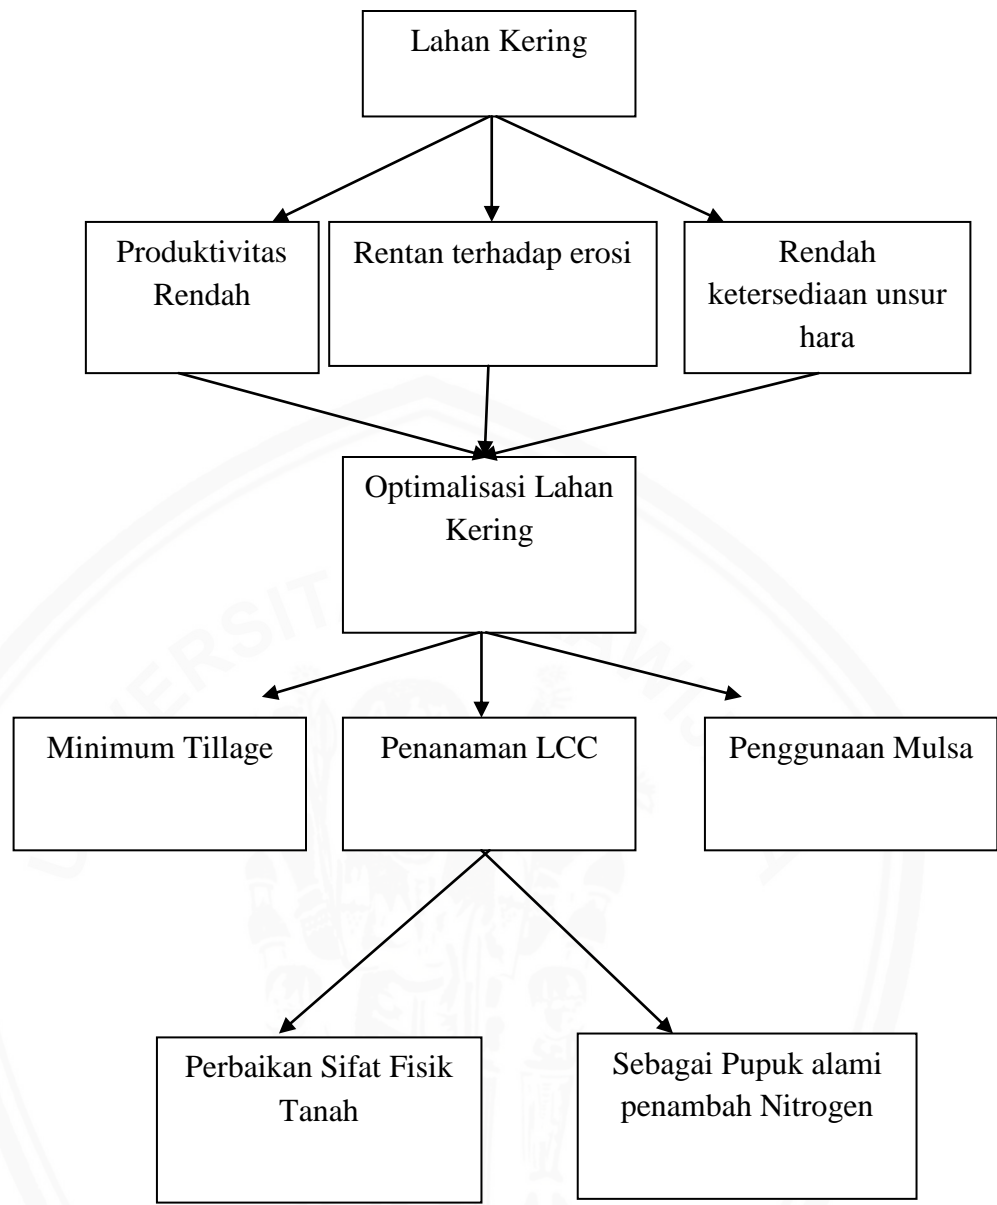 Lahan Kering
Produktivitas
Rendah
Rentan terhadap erosi
Rendah
ketersediaan unsur
hara
Optimalisasi Lahan
Kering
Minimum Tillage
Penanaman LCC
Penggunaan Mulsa
Perbaikan Sifat Fisik
Tanah
Sebagai Pupuk alami
penambah Nitrogen